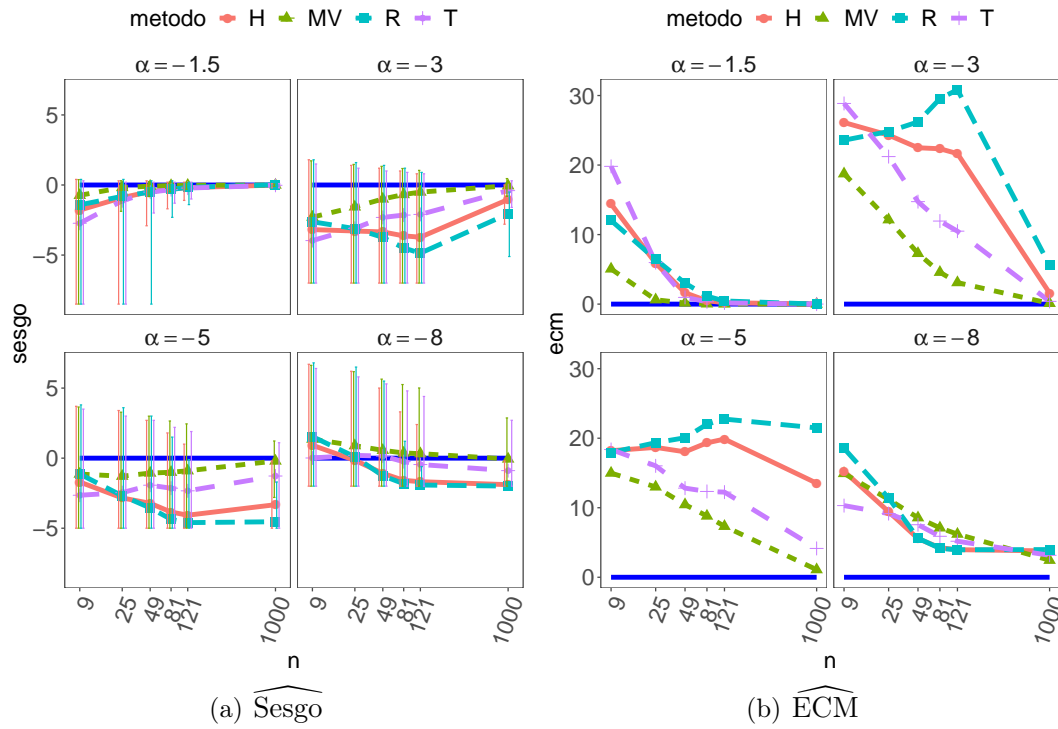 metodo H MV R T
α = −1.5 α = −3
5
0
−5
sesgo
α = −5 α = −8
5
0
−5
9 25 49 81 121 1000 9 25 49 81 121 1000
n
(a) Sesgo
metodo H MV R T
α = −1.5 α = −3
30
20
10
0
ecm
α = −5 α = −8
30
20
10
0
9 25 49 81 121 1000 9 25 49 81 121 1000
n
(b) ECM